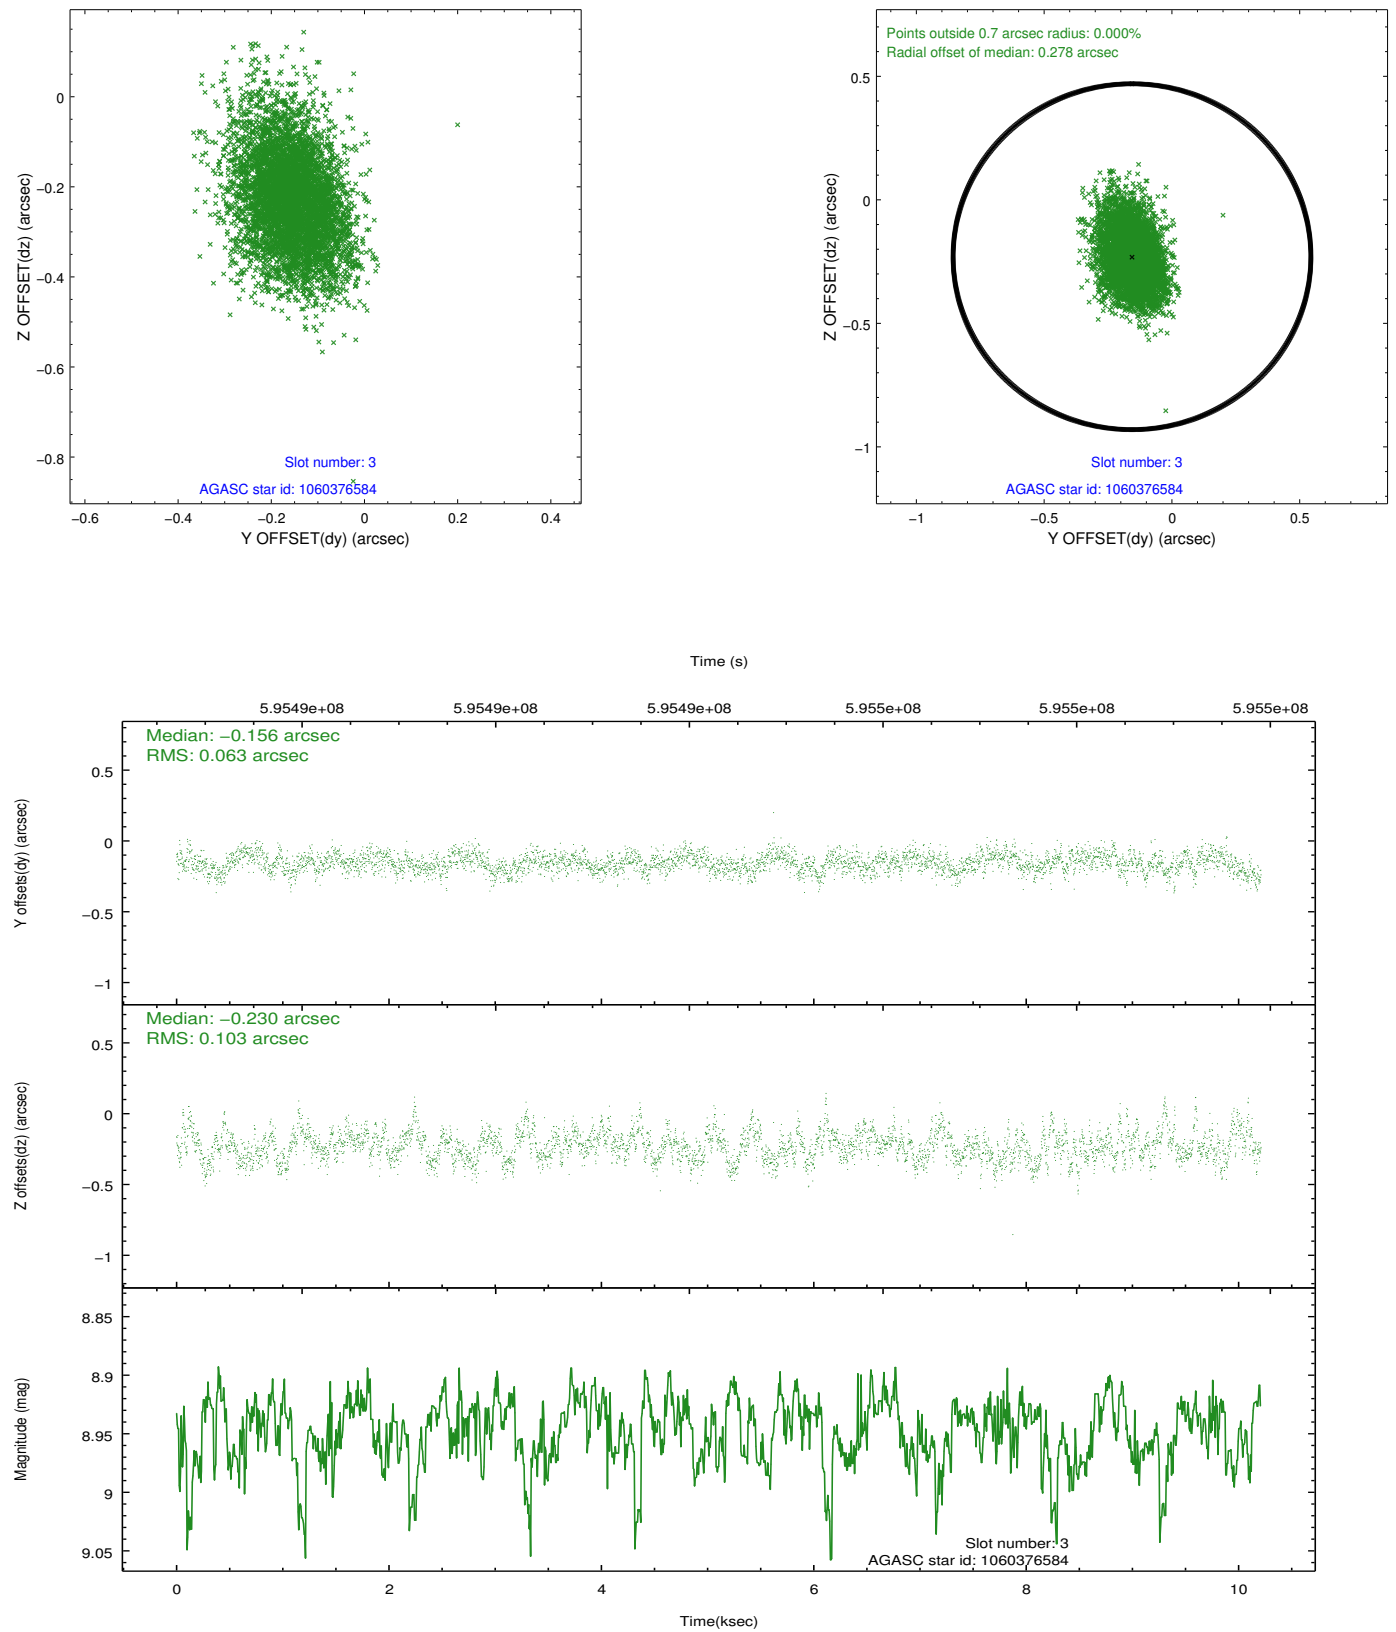 0
−0.2
−0.4
−0.6
−0.8
Z OFFSET(dz) (arcsec)
Slot number: 3
AGASC star id: 1060376584
−0.6
−0.4
−0.2
0
0.2
0.4
Y OFFSET(dy) (arcsec)
Points outside 0.7 arcsec radius: 0.000%
Radial offset of median: 0.278 arcsec
0.5
0
−0.5
−1
Z OFFSET(dz) (arcsec)
Slot number: 3
AGASC star id: 1060376584
−1
−0.5
0
0.5
Y OFFSET(dy) (arcsec)
Time (s)
5.9549e+08
5.9549e+08
5.9549e+08
5.955e+08
5.955e+08
5.955e+08
Median: −0.156 arcsec
RMS: 0.063 arcsec
0.5
0
−0.5
−1
Y offsets(dy) (arcsec)
Median: −0.230 arcsec
RMS: 0.103 arcsec
0.5
0
−0.5
−1
Z offsets(dz) (arcsec)
8.85
8.9
8.95
9
9.05
Magnitude (mag)
Slot number: 3
AGASC star id: 1060376584
0
2
4
6
8
10
Time(ksec)